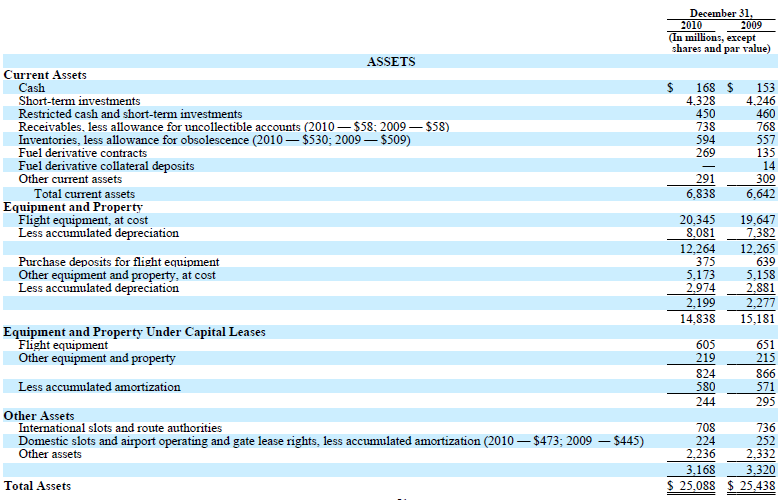 December 31,
2010 2009
(In millions, except
shares and par value)
ASSETS
Current Assets
Cash $ 168 $ 153
Short-term investments 4,328 4,246
Restricted cash and short-term investments 450 460
Receivables, less allowance for uncollectible accounts (2010 — $58; 2009 — $58) 738 768
Inventories, less allowance for obsolescence (2010 — $530; 2009 — $509) 594 557
Fuel derivative contracts 269 135
Fuel derivative collateral deposits — 14
Other current assets 291 309
Total current assets 6,838 6,642
Equipment and Property
Flight equipment, at cost 20,345 19,647
Less accumulated depreciation 8,081 7,382
12,264 12,265
Purchase deposits for flight equipment 375 639
Other equipment and property, at cost 5,173 5,158
Less accumulated depreciation 2,974 2,881
2,199 2,277
14,838 15,181
Equipment and Property Under Capital Leases
Flight equipment 605 651
Other equipment and property 219 215
824 866
Less accumulated amortization 580 571
244 295
Other Assets
International slots and route authorities 708 736
Domestic slots and airport operating and gate lease rights, less accumulated amortization (2010 — $473; 2009 — $445) 224 252
Other assets 2,236 2,332
3,168 3,320
Total Assets $ 25,088 $ 25,438